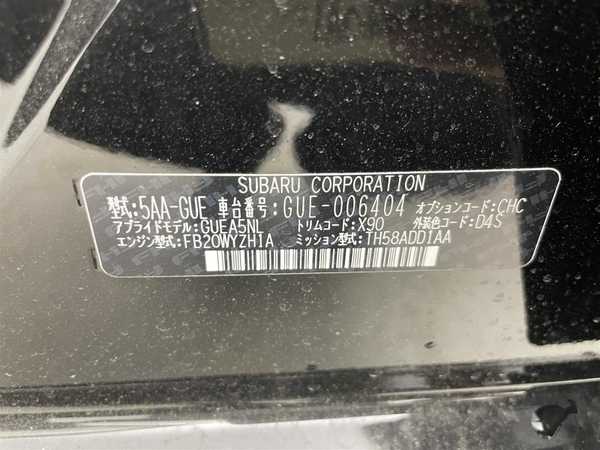 SUBARU CORPORATION
型式:5AA-GUE 車台番号:GUE-006404 オプションコード:CHC
アプライドモデル:GUEA5NL トリムコード:X90 外装色コード:D4S
エンジン型式:FB20WYZH1A ミッション型式:TH58ADD1AA